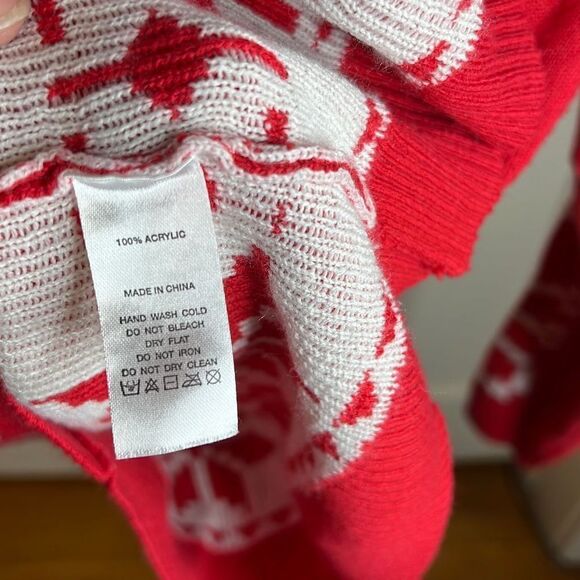 100% ACRYLIC
MADE IN CHINA
HAND WASH COLD
DO NOT BLEACH
DRY FLAT
DO NOT IRON
DO NOT DRY CLEAN